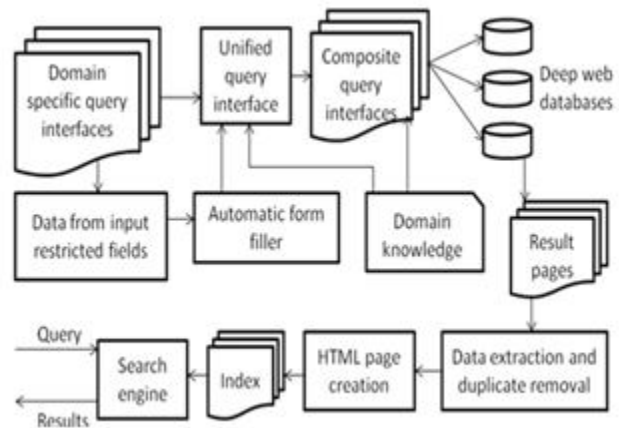 Domain
specific query
interfaces
Unified
query
interface
Composite
query
interfaces
Deep web
databases
Data from input
restricted fields
Automatic form
filler
Domain
knowledge
Result
pages
Query
Results
Search
engine
Index
HTML page
creation
Data extraction and
duplicate removal